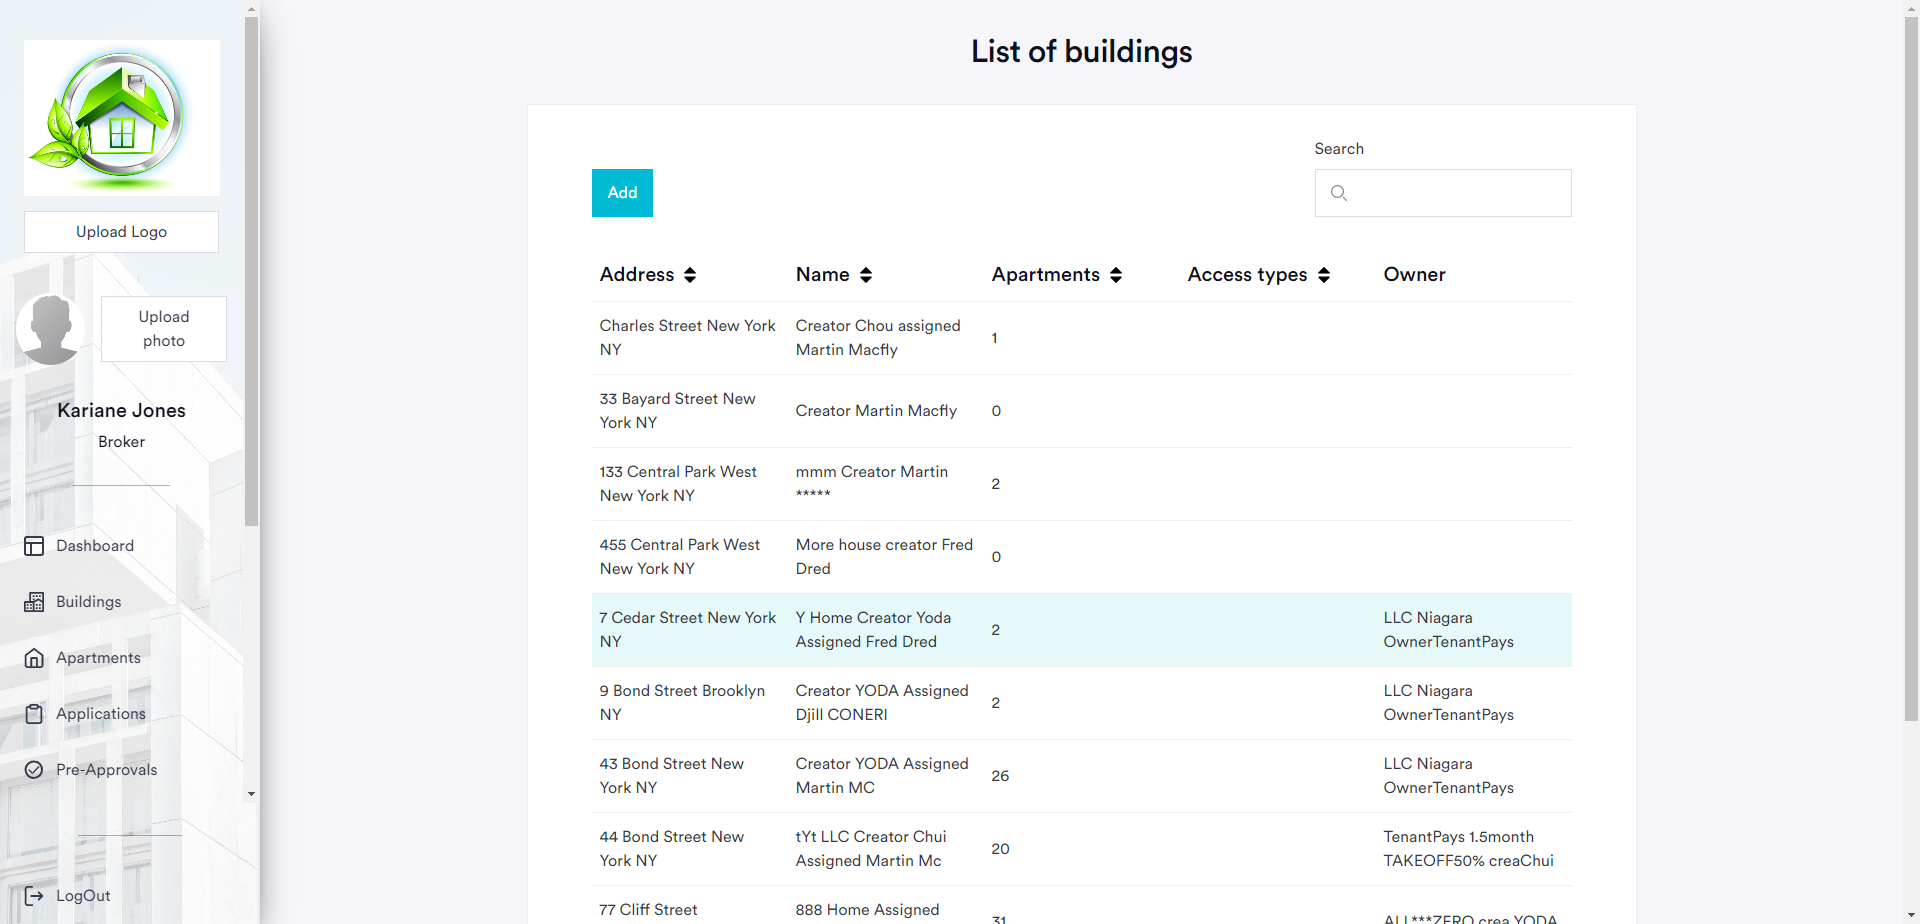 List of buildings
Upload Logo
Upload
photo
Kariane Jones
Broker
Dashboard
Buildings
Apartments
Applications
Pre-Approvals
LogOut
Search
Add
Address Name Apartments Access types Owner
Charles Street New York Creator Chou assigned
NY Martin Macfly
1
33 Bayard Street New
York NY
Creator Martin Macfly 0
133 Central Park West mmm Creator Martin
New York NY *****
2
455 Central Park West More house creator Fred
New York NY Dred
0
7 Cedar Street New York Y Home Creator Yoda LLC Niagara
NY Assigned Fred Dred OwnerTenantPays
2
9 Bond Street Brooklyn Creator YODA Assigned LLC Niagara
NY Djill CONERI OwnerTenantPays
2
43 Bond Street New Creator YODA Assigned LLC Niagara
York NY Martin MC OwnerTenantPays
26
44 Bond Street New tYt LLC Creator Chui TenantPays 1.5month
York NY Assigned Martin Mc TAKEOFF50% creaChui
20
77 Cliff Street 888 Home Assigned
31 ALL***ZERO crea YODA